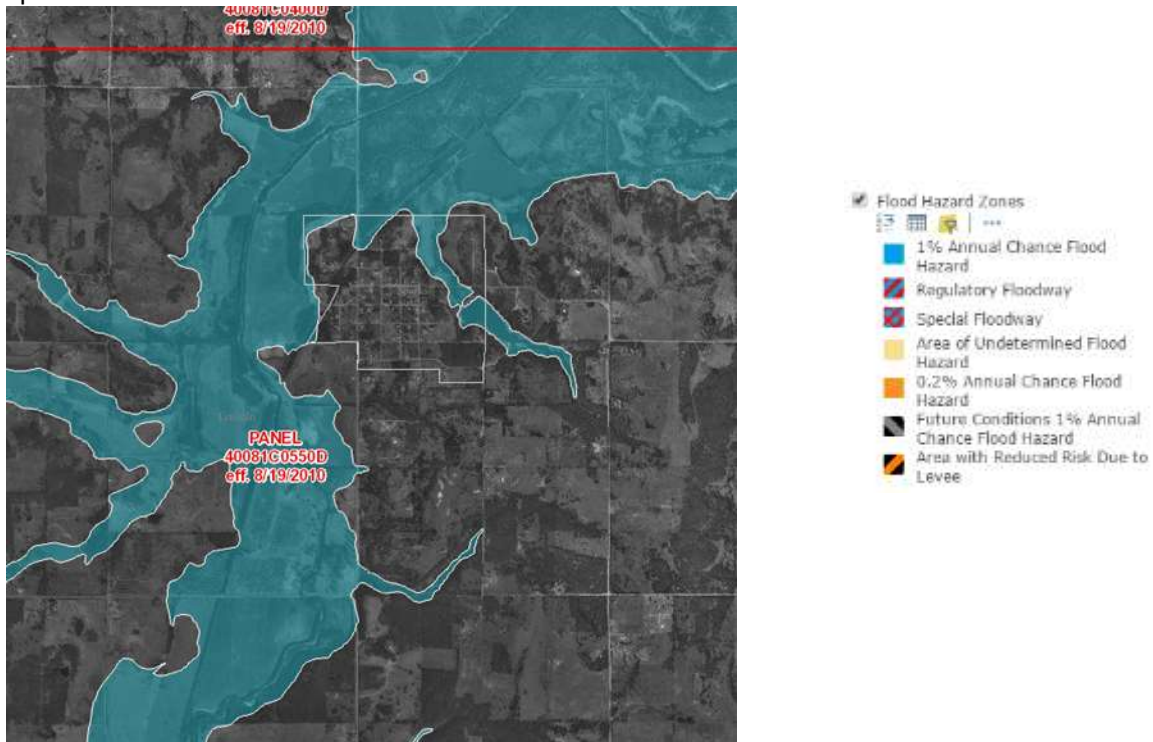 40081C0400D
eff. 8/19/2010
PANEL
40081C0550D
eff. 8/19/2010
Flood Hazard Zones
1% Annual Chance Flood
Hazard
Regulatory Floodway
Special Floodway
Area of Undetermined Flood
Hazard
0.2% Annual Chance Flood
Hazard
Future Conditions 1% Annual
Chance Flood Hazard
Area with Reduced Risk Due to
Levee